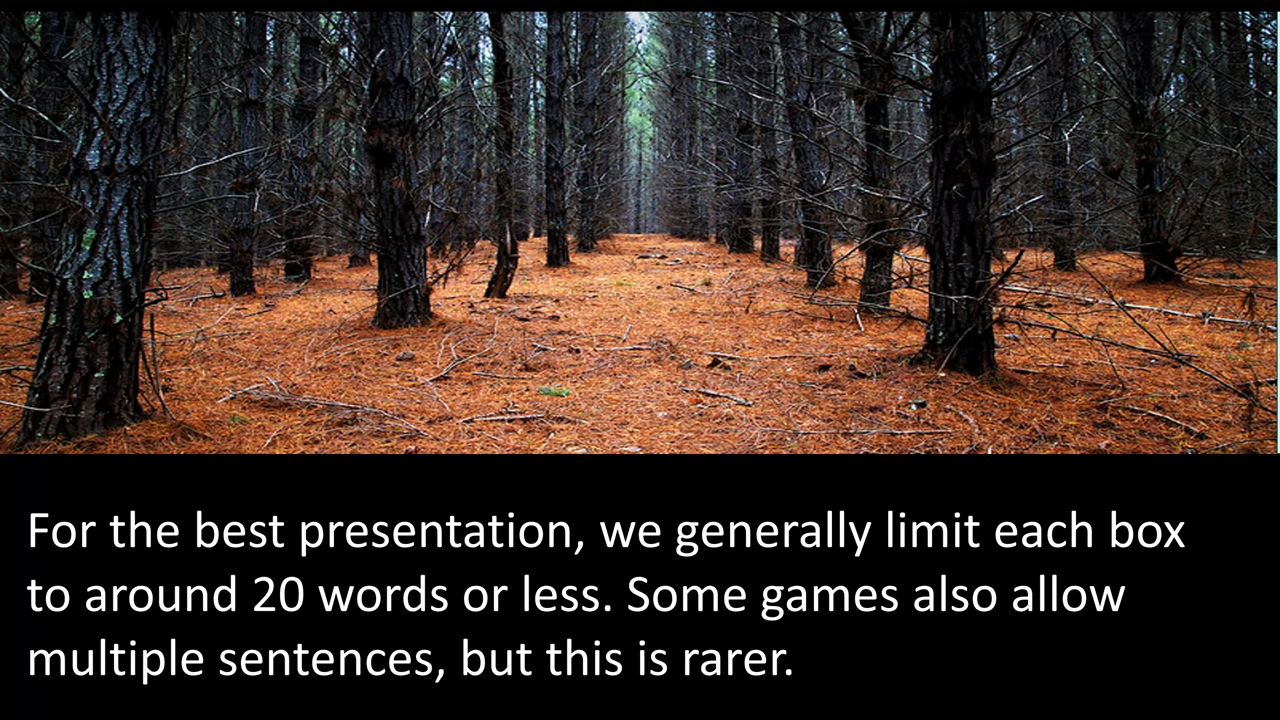 For the best presentation, we generally limit each box
to around 20 words or less. Some games also allow
multiple sentences, but this is rarer.